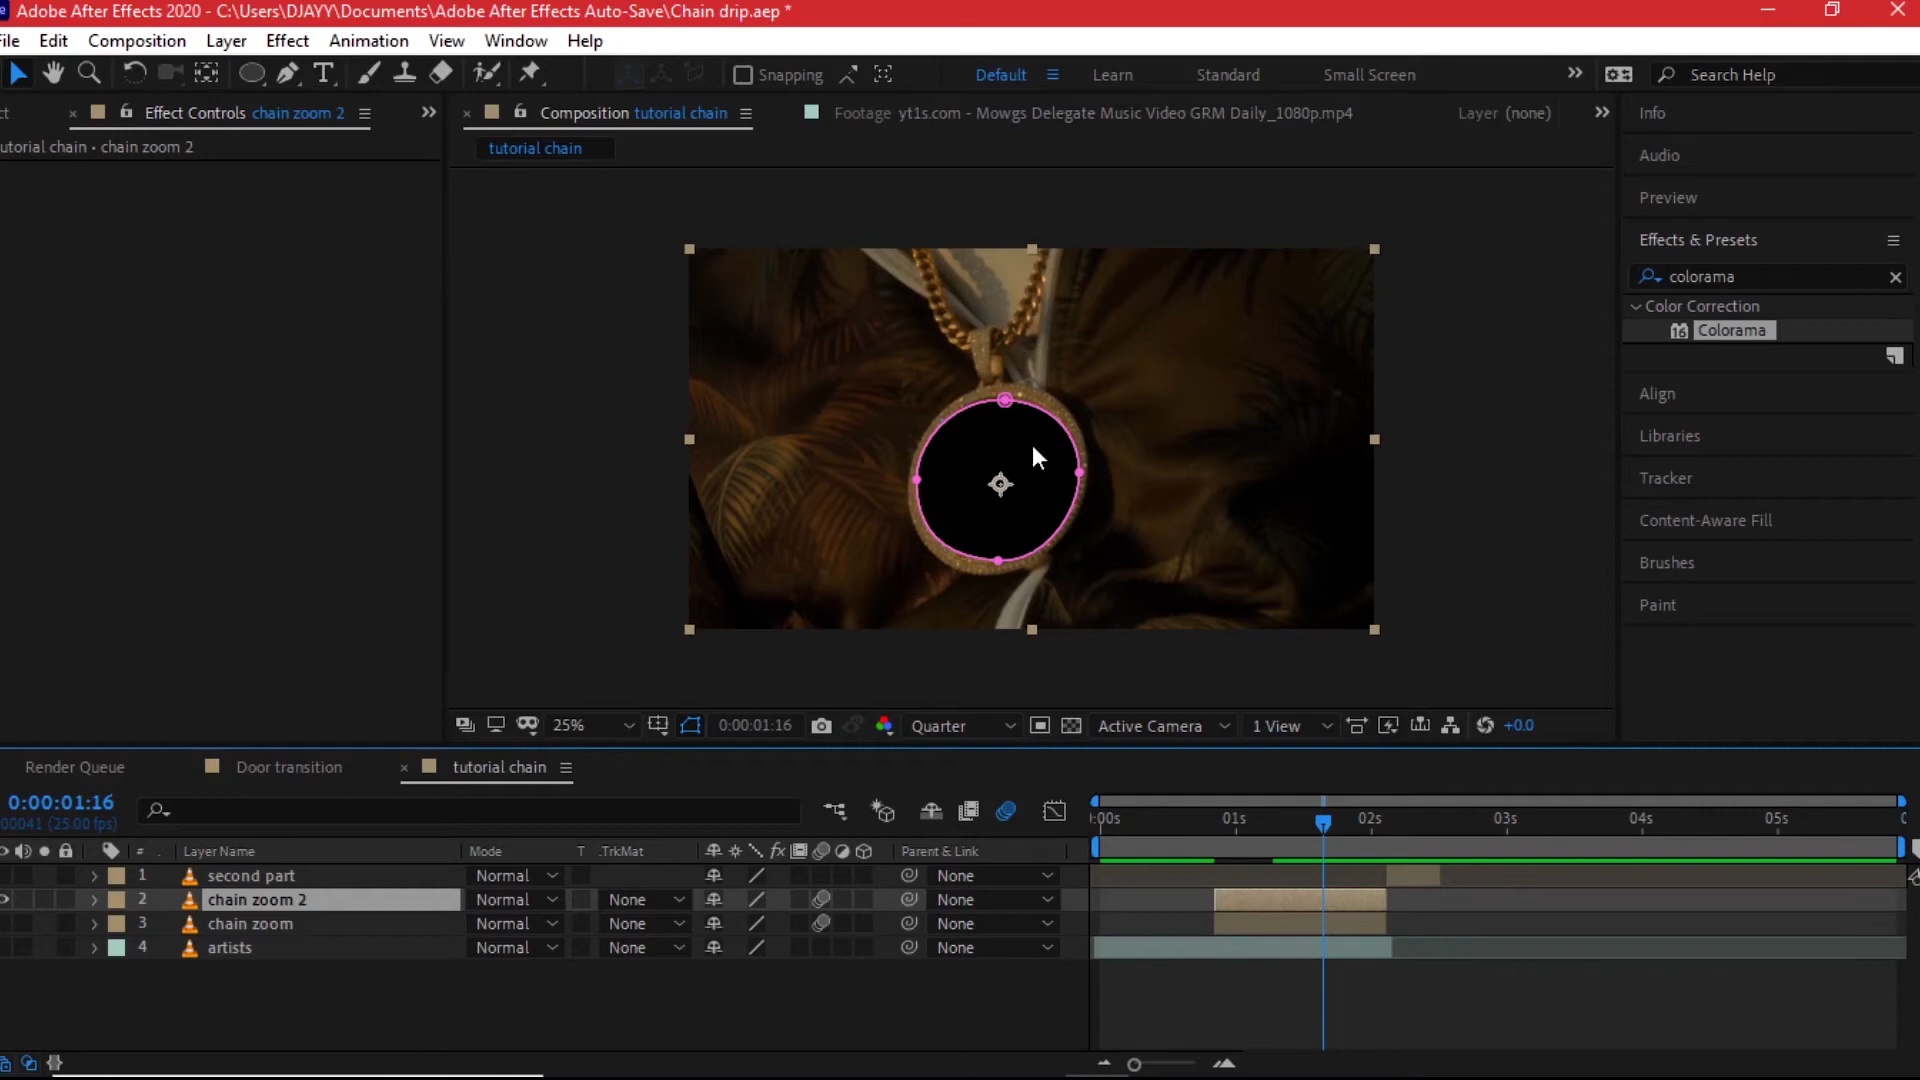 Adobe After Effects 2020 - C:\Users\DJAYY\Documents\Adobe After Effects Auto-Save\Chain drip.aep *
File Edit Composition Layer Effect Animation View Window Help
T Snapping Default Learn Standard Small Screen Search Help
Effect Controls chain zoom 2
Composition tutorial chain
Footage yt1s.com - Mowgs Delegate Music Video GRM Daily_1080p.mp4
Layer (none)
utorial chain • chain zoom 2
tutorial chain
Info
Audio
Preview
Effects & Presets
colorama
Color Correction
16 Colorama
Align
Libraries
Tracker
Content-Aware Fill
Brushes
Paint
25% 0:00:01:16 Quarter Active Camera 1 View +0.0
Render Queue Door transition tutorial chain
0:00:01:16
00041 (25.00 fps)
:00s 01s 02s 03s 04s 05s
# Layer Name Mode T .TrkMat fx Parent & Link
1 second part Normal None
2 chain zoom 2 Normal None None
3 chain zoom Normal None None
4 artists Normal None None